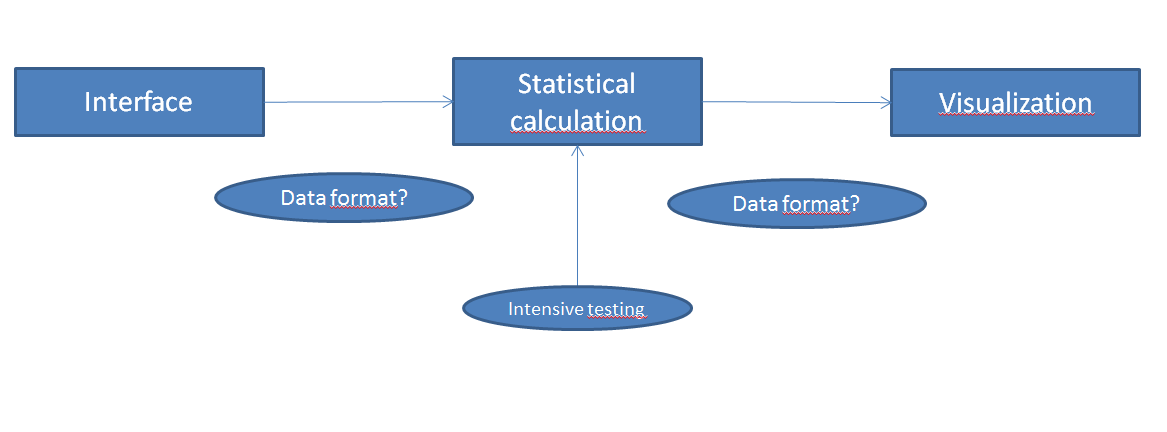 Interface
Statistical
calculation
Visualization
Data format?
Data format?
Intensive testing